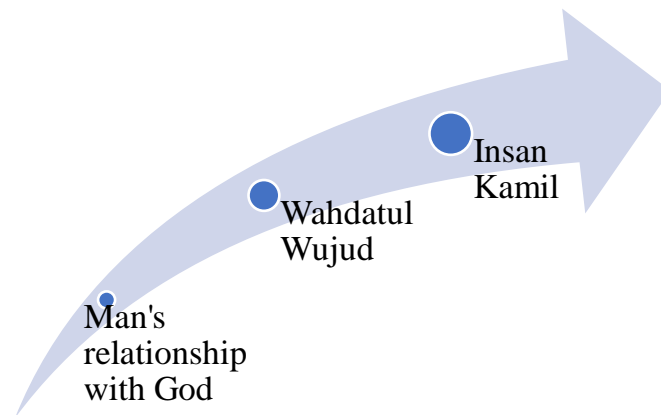 Man's
relationship
with God
Wahdatul
Wujud
Insan
Kamil